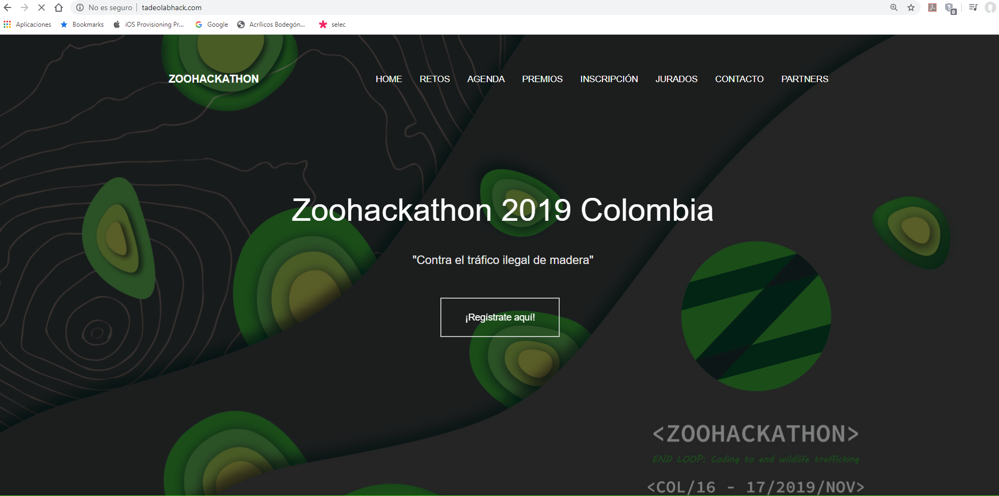 No es seguro | tadeolabhack.com
Aplicaciones Bookmarks iOS Provisioning Pr... Google Acrílicos Bodegón... selec
ZOOHACKATHON HOME RETOS AGENDA PREMIOS INSCRIPCIÓN JURADOS CONTACTO PARTNERS
Zoohackathon 2019 Colombia
"Contra el tráfico ilegal de madera"
¡Regístrate aquí!
<ZOOHACKATHON>
END LOOP: Coding to end wildlife trafficking
<COL/16 - 17/2019/NOV>